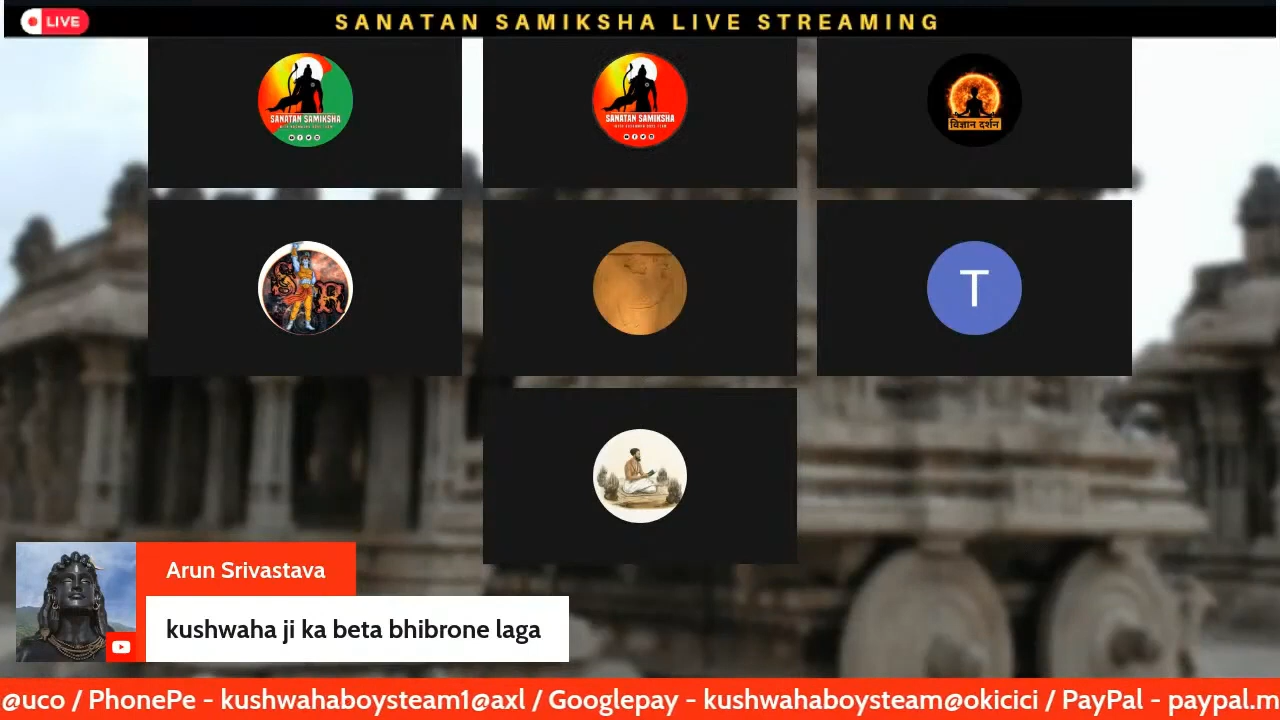 LIVE
SANATAN SAMIKSHA LIVE STREAMING
SANATAN SAMIKSHA
SANATAN SAMIKSHA
विज्ञान दर्शन
S R
T
Arun Srivastava
kushwaha ji ka beta bhibrone laga
@uco / PhonePe - kushwahaboysteam1@axl / Googlepay - kushwahaboysteam@okicici / PayPal - paypal.m